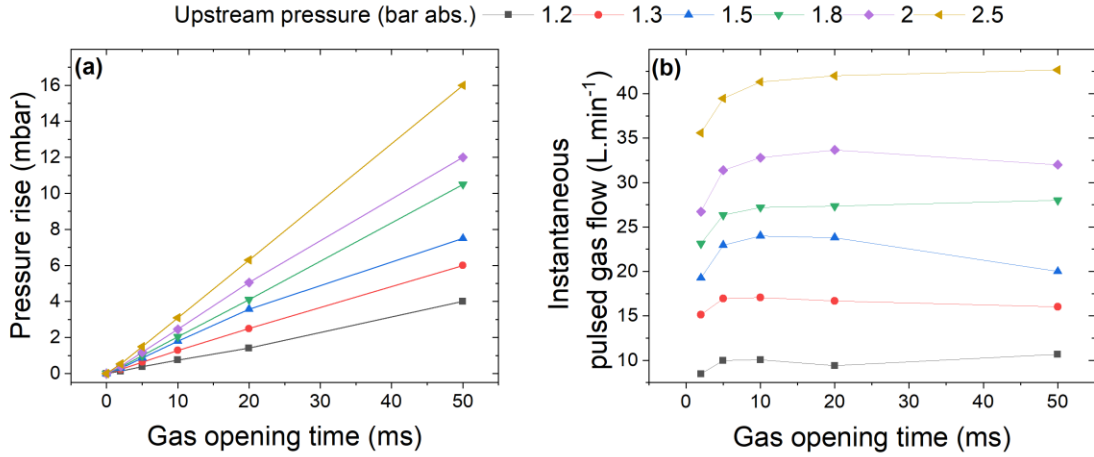 Upstream pressure (bar abs.) 1.2 1.3 1.5 1.8 2 2.5
(a)
Pressure rise (mbar)
16
14
12
10
8
6
4
2
0
0 10 20 30 40 50
Gas opening time (ms)
(b)
Instantaneous
pulsed gas flow (L.min⁻¹)
40
35
30
25
20
15
10
0 10 20 30 40 50
Gas opening time (ms)